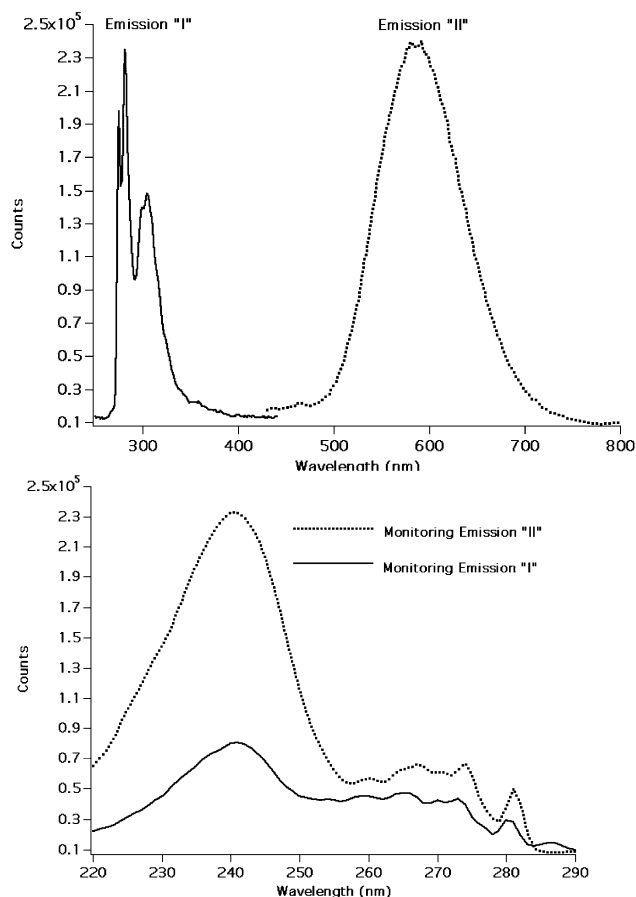 Emission "I" Emission "II"
2.5x10⁵
2.3
2.1
1.9
1.7
1.5
1.3
1.1
0.9
0.7
0.5
0.3
0.1
Counts
300 400 500 600 700 800
Wavelength (nm)
2.5x10⁵
2.3
2.1
1.9
1.7
1.5
1.3
1.1
0.9
0.7
0.5
0.3
0.1
Counts
Monitoring Emission "II"
Monitoring Emission "I"
220 230 240 250 260 270 280 290
Wavelength (nm)